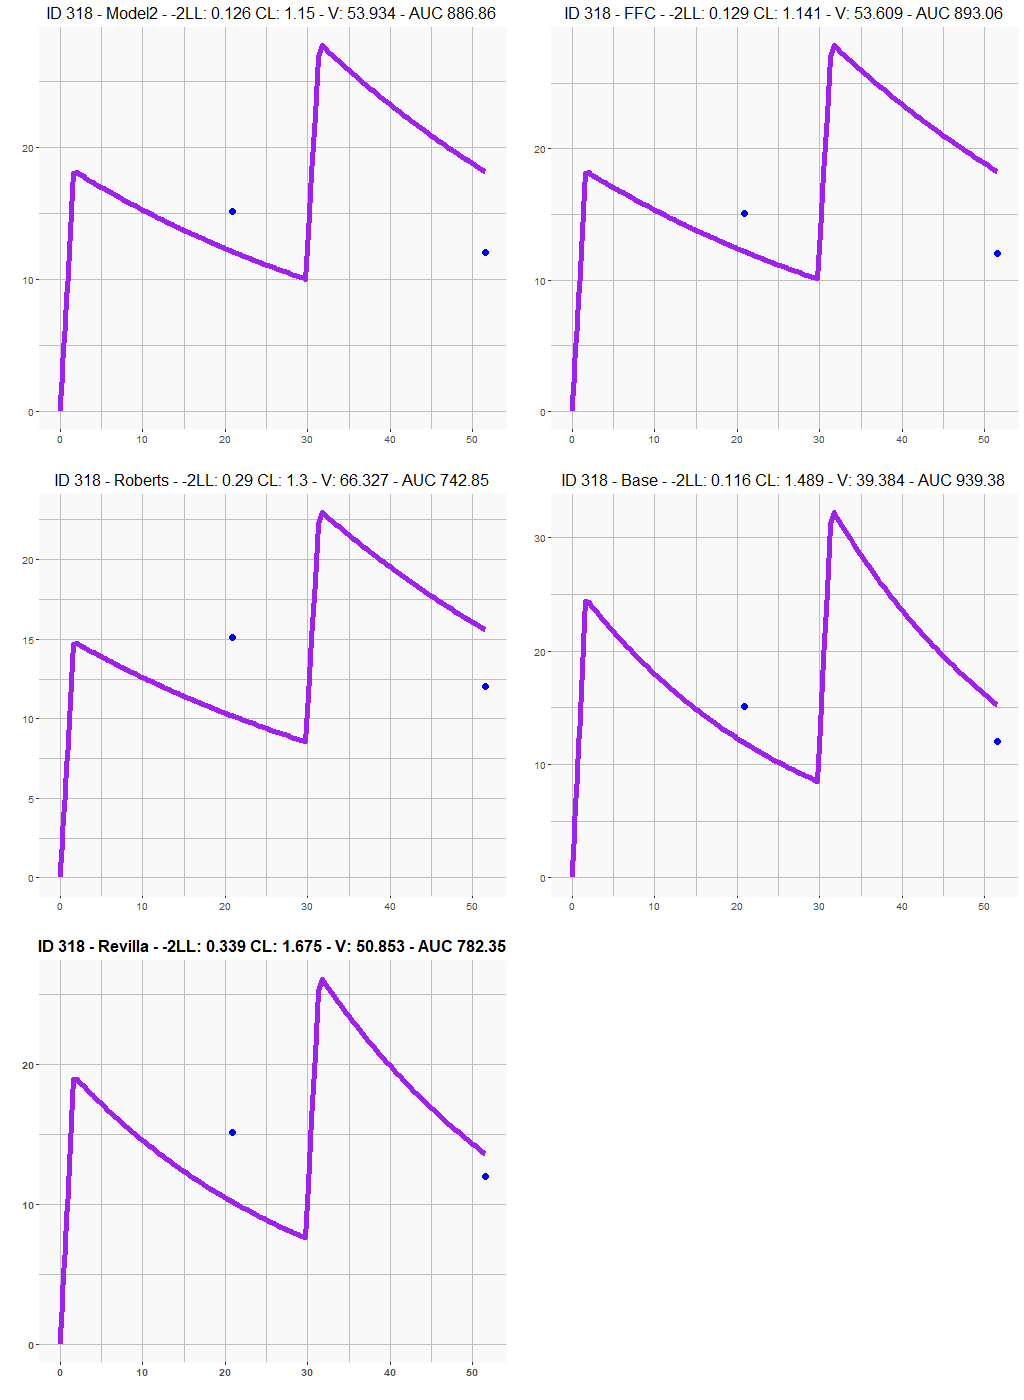 ID 318 - Model2 - -2LL: 0.126 CL: 1.15 - V: 53.934 - AUC 886.86
20
10
0
0 10 20 30 40 50
ID 318 - FFC - -2LL: 0.129 CL: 1.141 - V: 53.609 - AUC 893.06
20
10
0
0 10 20 30 40 50
ID 318 - Roberts - -2LL: 0.29 CL: 1.3 - V: 66.327 - AUC 742.85
20
15
10
5
0
0 10 20 30 40 50
ID 318 - Base - -2LL: 0.116 CL: 1.489 - V: 39.384 - AUC 939.38
30
20
10
0
0 10 20 30 40 50
ID 318 - Revilla - -2LL: 0.339 CL: 1.675 - V: 50.853 - AUC 782.35
20
10
0
0 10 20 30 40 50